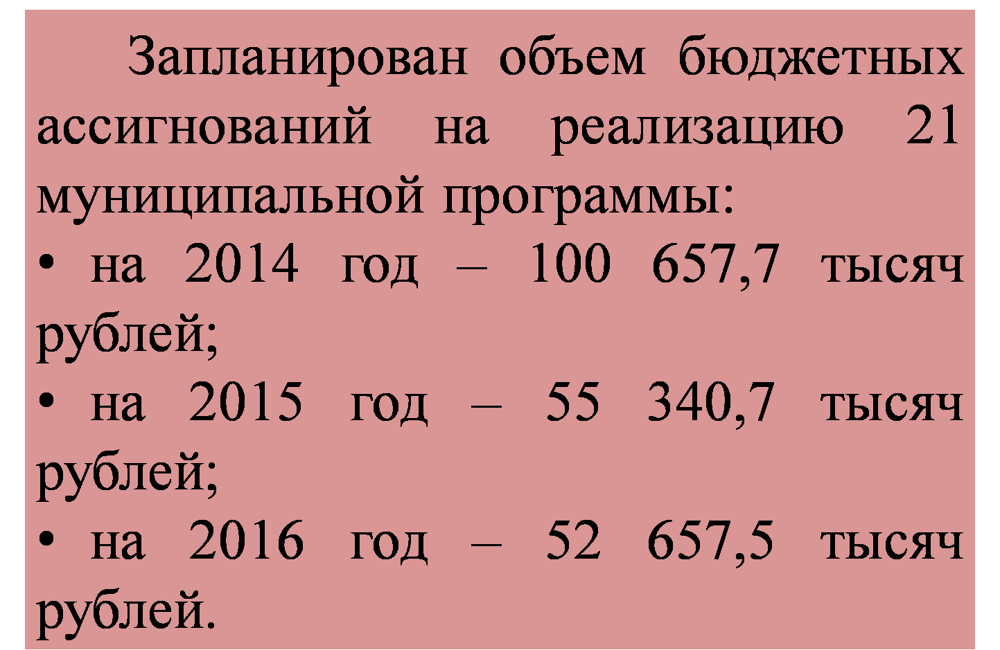 Запланирован объем бюджетных
ассигнований на реализацию 21
муниципальной программы:
• на 2014 год – 100 657,7 тысяч
рублей;
• на 2015 год – 55 340,7 тысяч
рублей;
• на 2016 год – 52 657,5 тысяч
рублей.